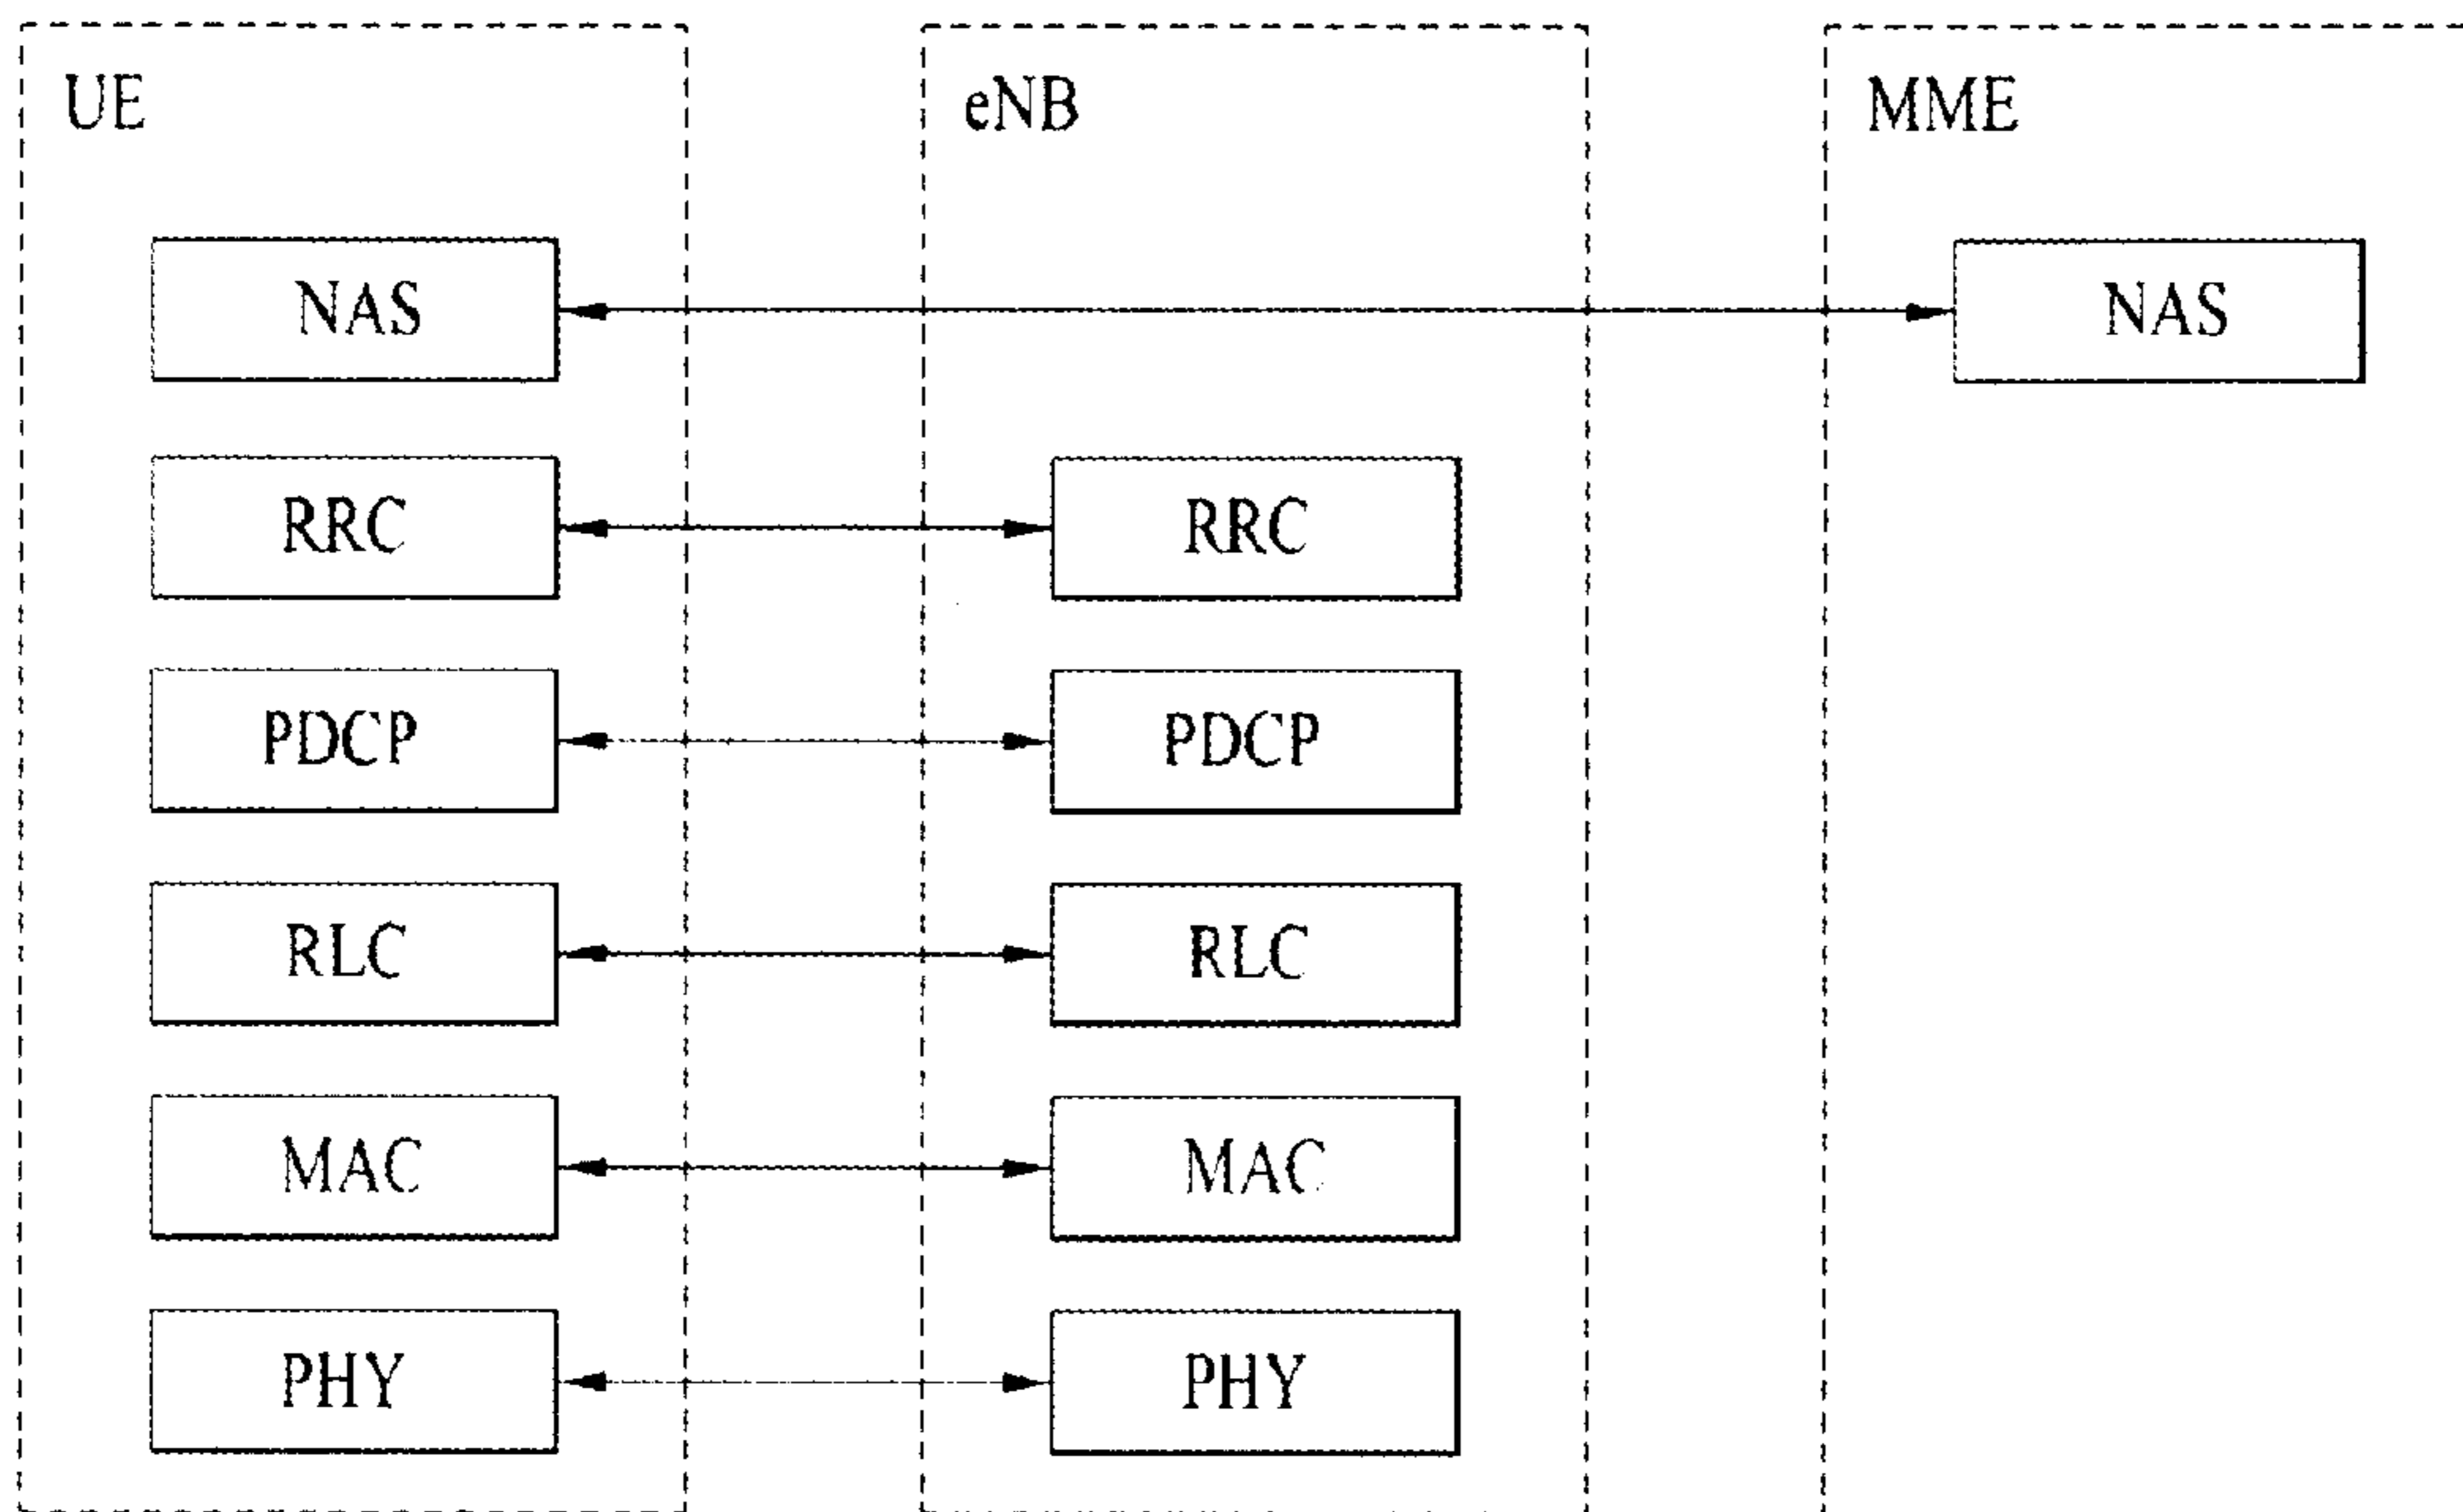 UE eNB MME
NAS NAS
RRC RRC
PDCP PDCP
RLC RLC
MAC MAC
PHY PHY